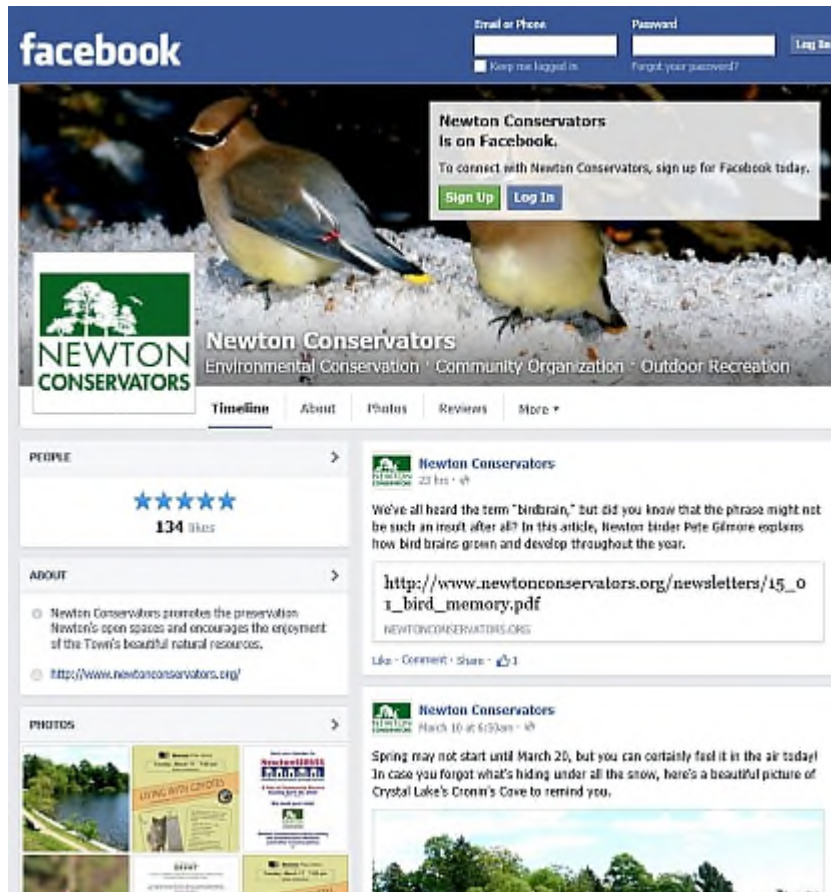 facebook
Email or Phone
Password
Log In
Keep me logged in
Forgot your password?
Newton Conservators
is on Facebook.
To connect with Newton Conservators, sign up for Facebook today.
Sign Up
Log In
NEWTON
CONSERVATORS
Newton Conservators
Environmental Conservation · Community Organization · Outdoor Recreation
Timeline
About
Photos
Reviews
More
PEOPLE
134 likes
ABOUT
Newton Conservators promotes the preservation
Newton's open spaces and encourages the enjoyment
of the Town's beautiful natural resources.
http://www.newtonconservators.org/
PHOTOS
LIVING WITH COYOTES
Newton Conservators
23 hrs ·
We've all heard the term "birdbrain," but did you know that the phrase might not
be such an insult after all? In this article, Newton birder Pete Gilmore explains
how bird brains grown and develop throughout the year.
http://www.newtonconservators.org/newsletters/15_0
1_bird_memory.pdf
NEWTONCONSERVATORS.ORG
Like · Comment · Share · 1
NEWTON
Newton Conservators
March 10 at 6:50am ·
Spring may not start until March 20, but you can certainly feel it in the air today!
In case you forgot what's hiding under all the snow, here's a beautiful picture of
Crystal Lake's Cronin's Cove to remind you.